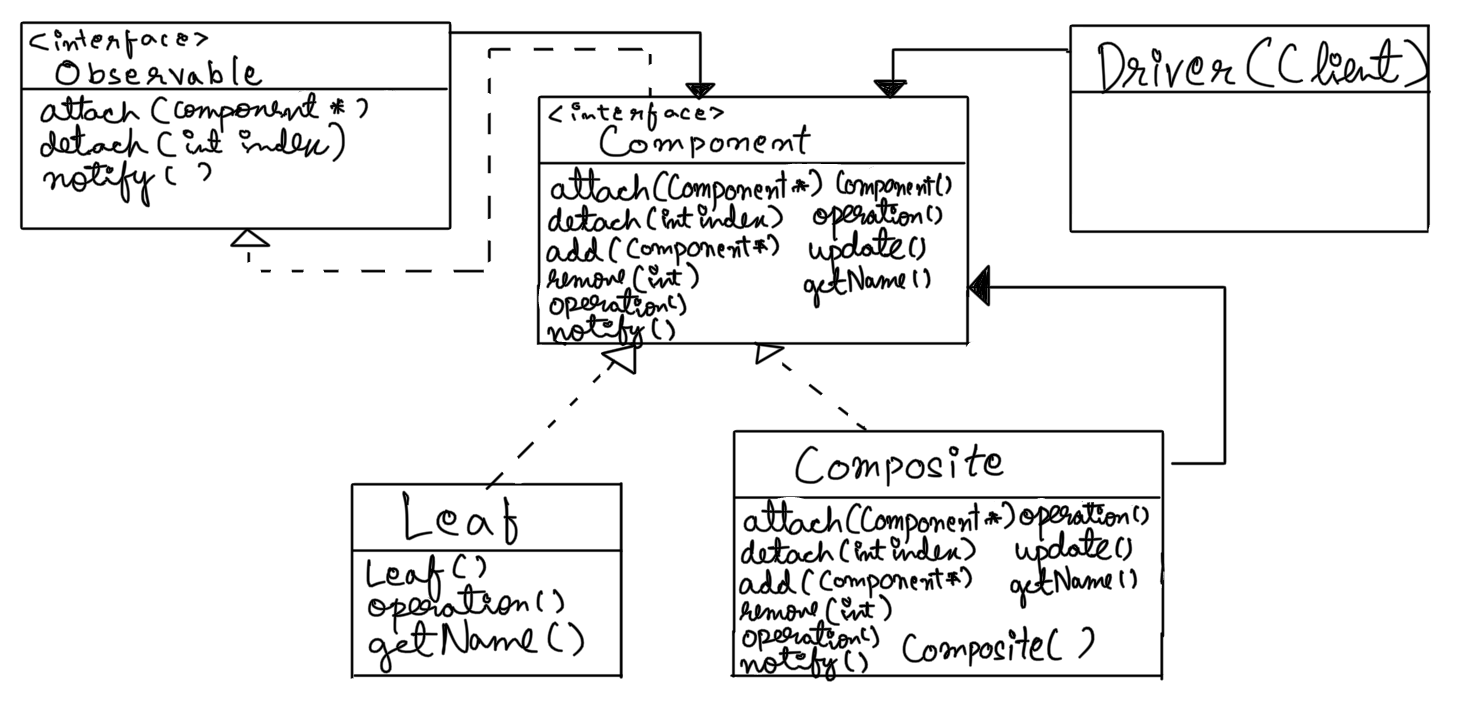 <interface>
Observable
attach(component *)
detach(int index)
notify( )
<interface>
Component
attach(Component*) Component()
detach(int index) operation()
add(Component*) update()
remove(int) getName()
operation()
notify()
Driver(Client)
Leaf
Leaf()
operation()
getName()
Composite
attach(Component*) operation()
detach(int index) update()
add(Component*) getName()
remove(int)
operation() Composite( )
notify()